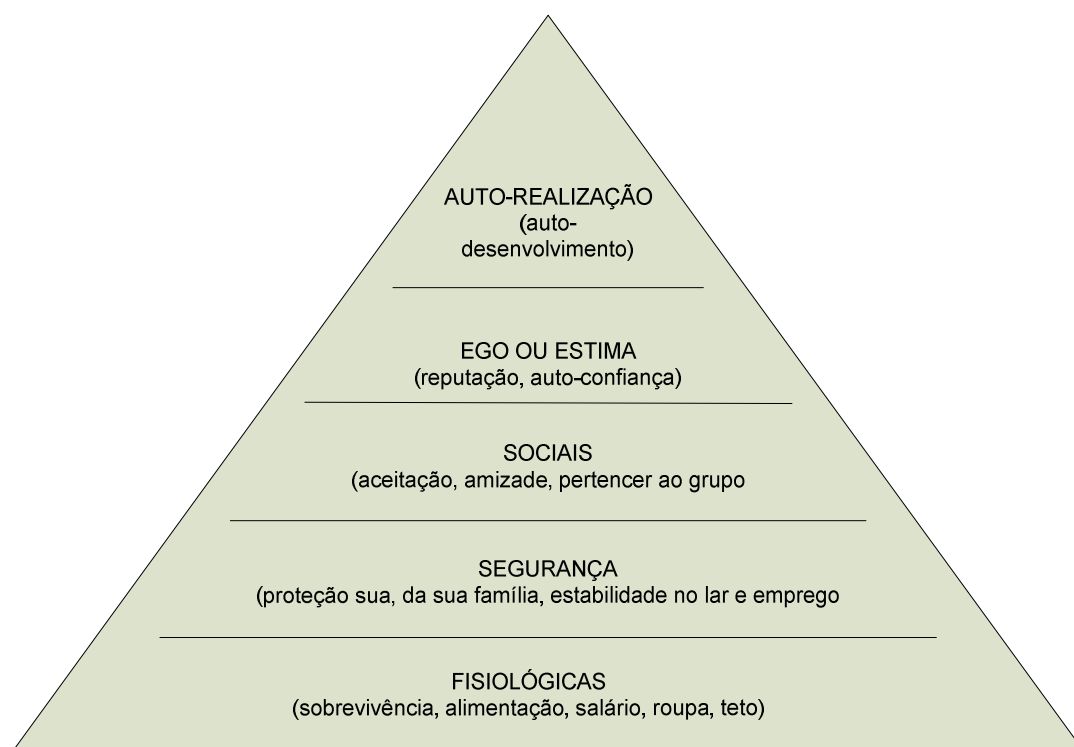 AUTO-REALIZAÇÃO
(auto-
desenvolvimento)
EGO OU ESTIMA
(reputação, auto-confiança)
SOCIAIS
(aceitação, amizade, pertencer ao grupo
SEGURANÇA
(proteção sua, da sua família, estabilidade no lar e emprego
FISIOLÓGICAS
(sobrevivência, alimentação, salário, roupa, teto)